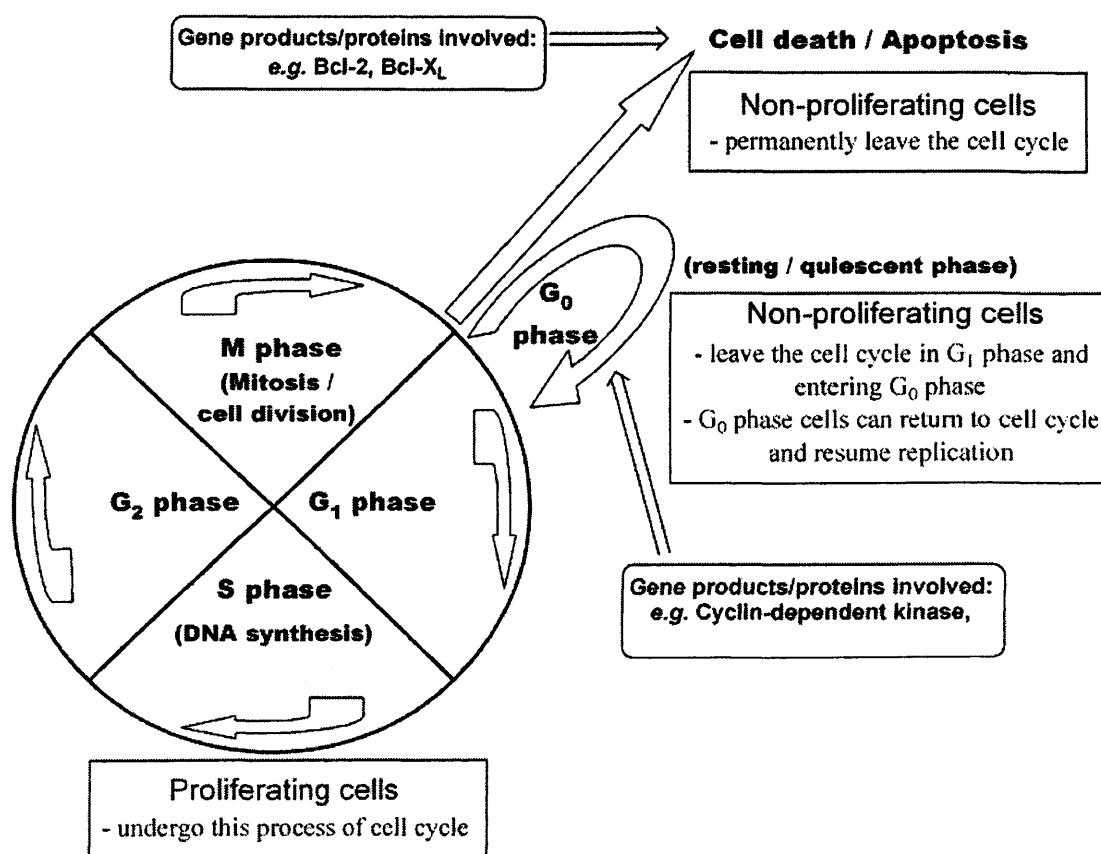 Gene products/proteins involved:
e.g. Bcl-2, Bcl-XL
Cell death / Apoptosis
Non-proliferating cells
- permanently leave the cell cycle
(resting / quiescent phase)
Non-proliferating cells
- leave the cell cycle in G1 phase and
entering G0 phase
- G0 phase cells can return to cell cycle
and resume replication
G0
phase
M phase
(Mitosis /
cell division)
G2 phase
G1 phase
S phase
(DNA synthesis)
Gene products/proteins involved:
e.g. Cyclin-dependent kinase,
Proliferating cells
- undergo this process of cell cycle